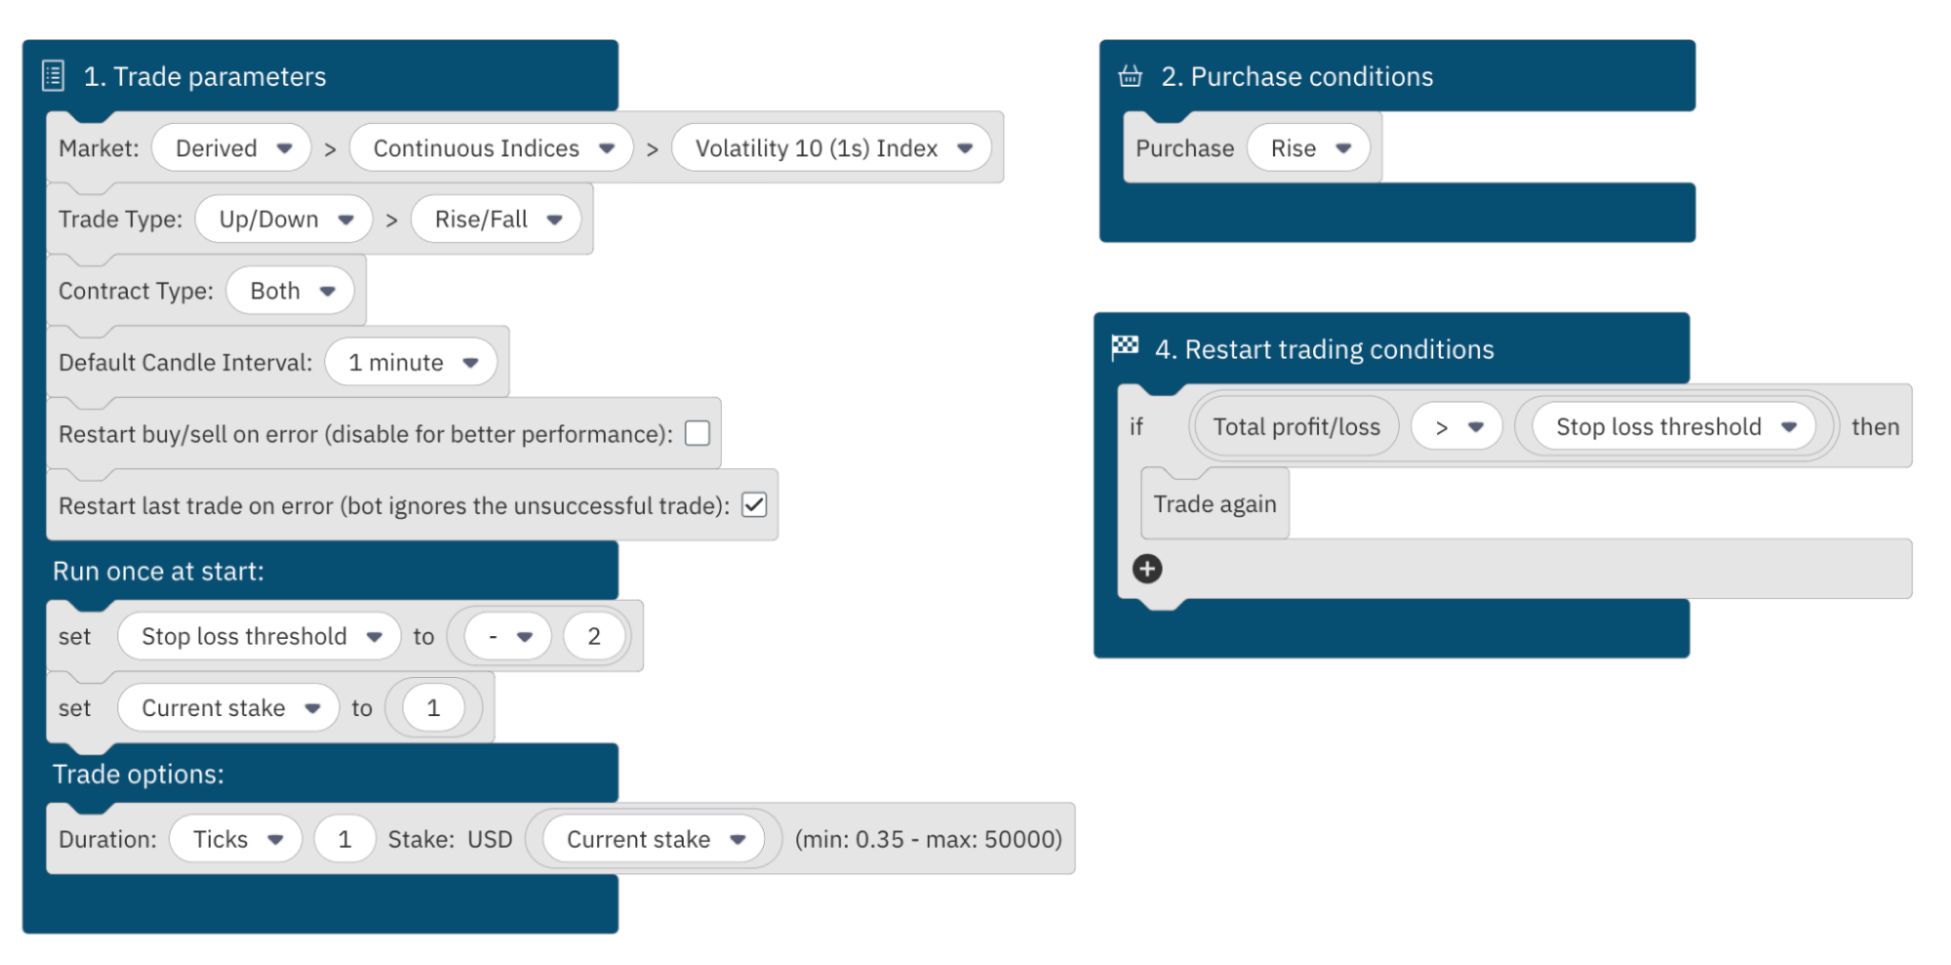 1. Trade parameters
Market: Derived > Continuous Indices > Volatility 10 (1s) Index
Trade Type: Up/Down > Rise/Fall
Contract Type: Both
Default Candle Interval: 1 minute
Restart buy/sell on error (disable for better performance):
Restart last trade on error (bot ignores the unsuccessful trade):
Run once at start:
set Stop loss threshold to - 2
set Current stake to 1
Trade options:
Duration: Ticks 1 Stake: USD Current stake (min: 0.35 - max: 50000)
2. Purchase conditions
Purchase Rise
4. Restart trading conditions
if Total profit/loss > Stop loss threshold then
Trade again